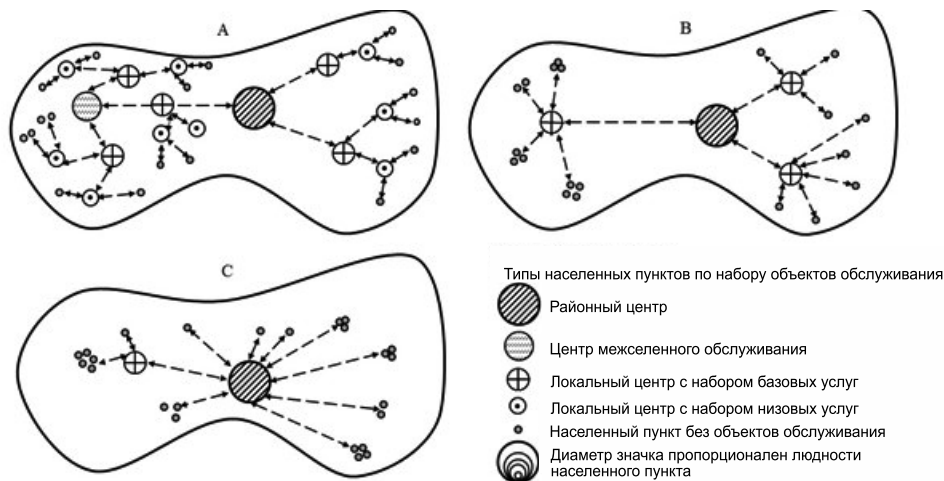 A
B
C
Типы населенных пунктов по набору объектов обслуживания
Районный центр
Центр межселенного обслуживания
Локальный центр с набором базовых услуг
Локальный центр с набором низовых услуг
Населенный пункт без объектов обслуживания
Диаметр значка пропорционален людности
населенного пункта